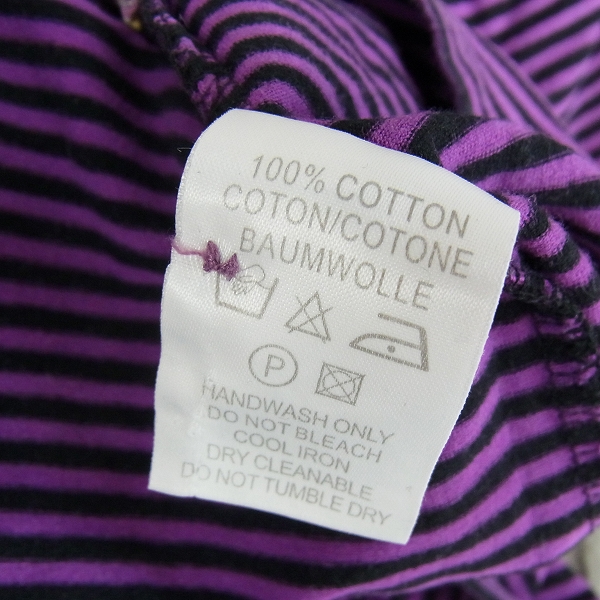 100% COTTON
COTON/COTONE
BAUMWOLLE
P
HANDWASH ONLY
DO NOT BLEACH
COOL IRON
DRY CLEANABLE
DO NOT TUMBLE DRY